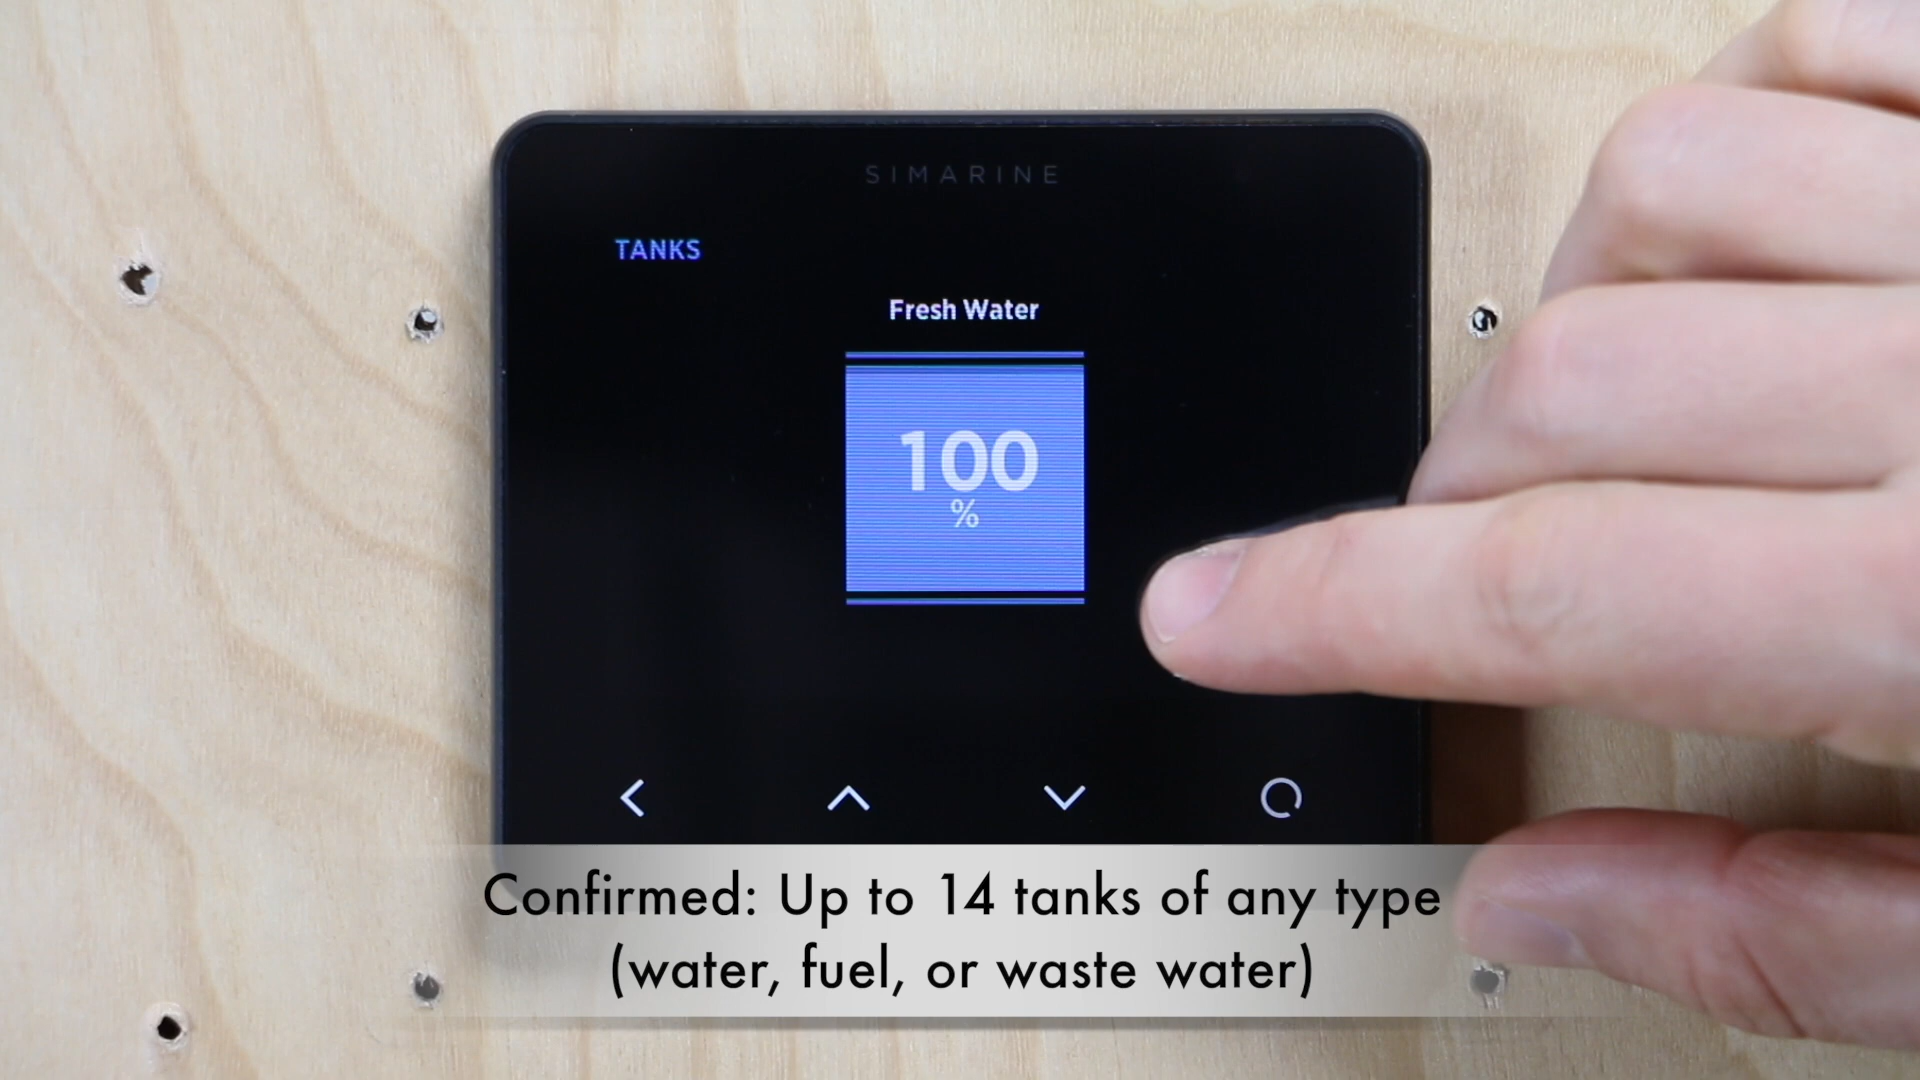 SIMARINE
TANKS
Fresh Water
100
%
Confirmed: Up to 14 tanks of any type
(water, fuel, or waste water)